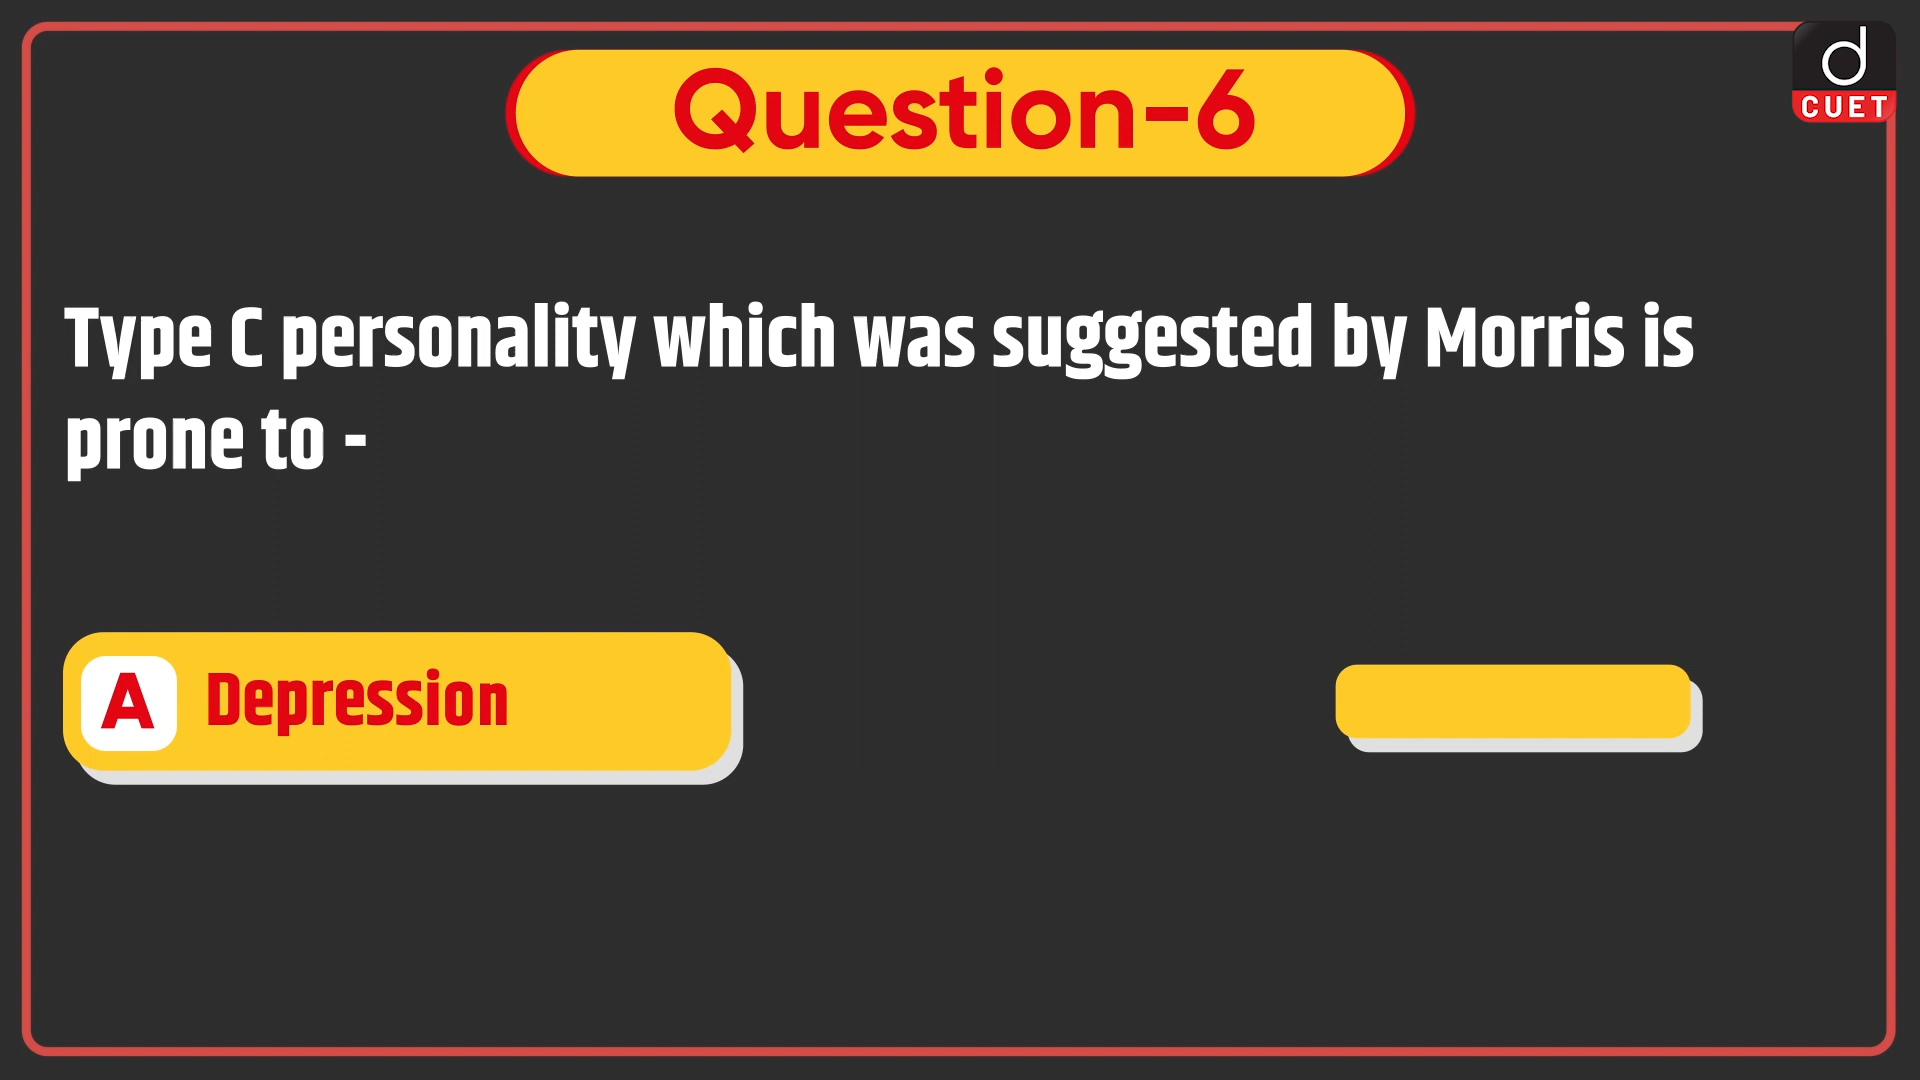 d
CUET
Question-6
Type C personality which was suggested by Morris is
prone to -
A Depression